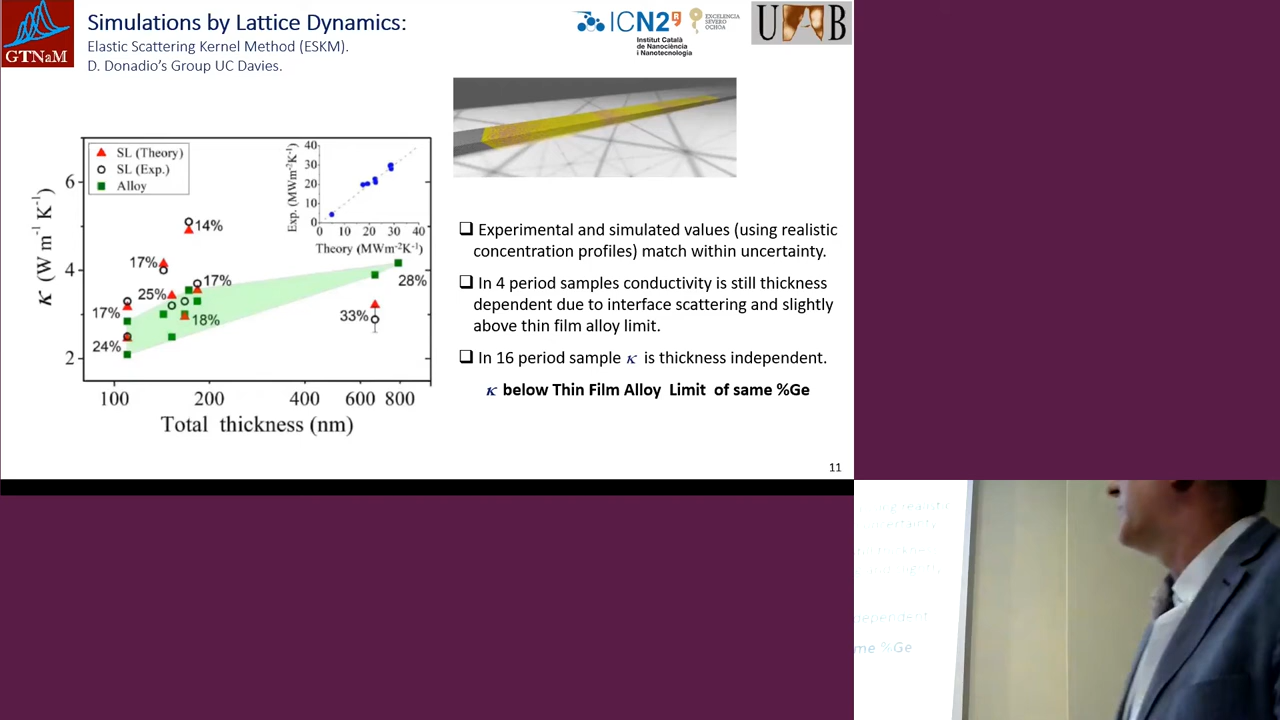 GTNaM
Simulations by Lattice Dynamics:
Elastic Scattering Kernel Method (ESKM).
D. Donadio's Group UC Davies.
ICN2
Institut Català
de Nanociència
i Nanotecnologia
EXCELENCIA
SEVERO
OCHOA
UAB
SL (Theory)
SL (Exp.)
Alloy
κ (W m⁻¹ K⁻¹)
6
4
2
100
200
400
600
800
Total thickness (nm)
14%
17%
17%
25%
17%
18%
24%
33%
28%
Exp. (MWm⁻²K⁻¹)
40
30
20
10
0
0
10
20
30
40
Theory (MWm⁻²K⁻¹)
Experimental and simulated values (using realistic
concentration profiles) match within uncertainty.
In 4 period samples conductivity is still thickness
dependent due to interface scattering and slightly
above thin film alloy limit.
In 16 period sample κ is thickness independent.
κ below Thin Film Alloy Limit of same %Ge
11
me %Ge